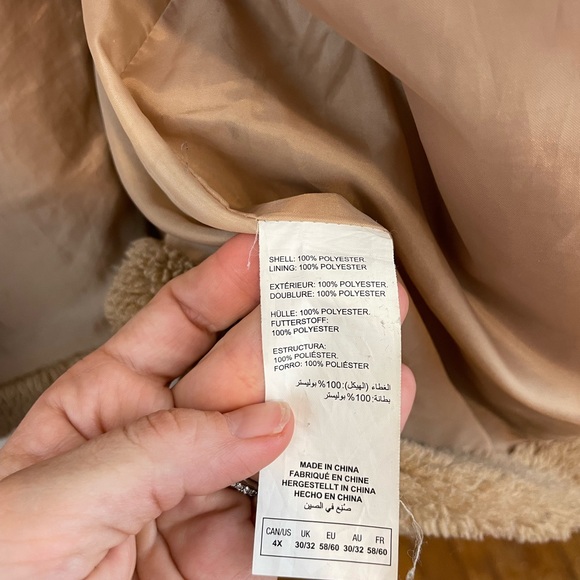 SHELL: 100% POLYESTER.
LINING: 100% POLYESTER
EXTÉRIEUR: 100% POLYESTER.
DOUBLURE: 100% POLYESTER
HÜLLE: 100% POLYESTER.
FUTTERSTOFF:
100% POLYESTER
ESTRUCTURA:
100% POLIÉSTER.
FORRO: 100% POLIÉSTER
الغطاء (الهيكل): 100% بوليستر
بطانة: 100% بوليستر
MADE IN CHINA
FABRIQUÉ EN CHINE
HERGESTELLT IN CHINA
HECHO EN CHINA
صُنِع في الصين
CAN/US UK EU AU FR
4X 30/32 58/60 30/32 58/60